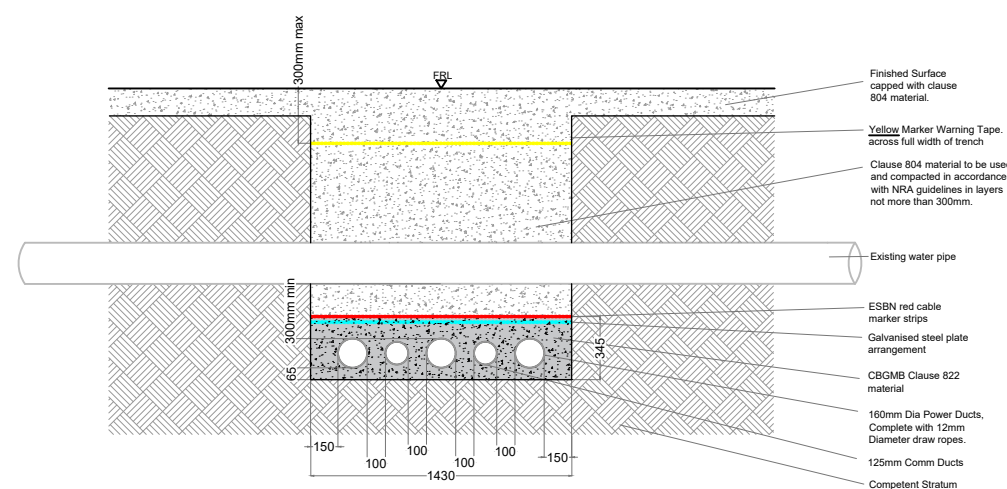 300mm max
FRL
Finished Surface
capped with clause
804 material.
Yellow Marker Warning Tape.
across full width of trench
Clause 804 material to be used
and compacted in accordance
with NRA guidelines in layers
not more than 300mm.
Existing water pipe
300mm min
ESBN red cable
marker strips
Galvanised steel plate
arrangement
345
65
CBGMB Clause 822
material
160mm Dia Power Ducts,
Complete with 12mm
Diameter draw ropes.
150
100
100
100
100
150
1430
125mm Comm Ducts
Competent Stratum